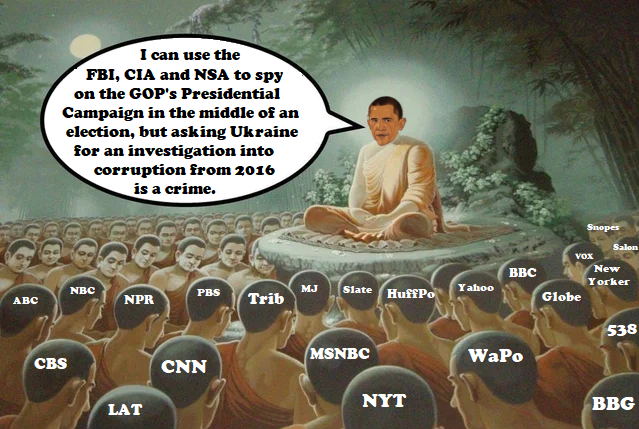 I can use the
FBI, CIA and NSA to spy
on the GOP's Presidential
Campaign in the middle of an
election, but asking Ukraine
for an investigation into
corruption from 2016
is a crime.
Snopes
Salon
vox
New
Yorker
BBC
ABC
NBC
NPR
PBS
Trib
MJ
Slate
HuffPo
Yahoo
Globe
538
CBS
CNN
MSNBC
WaPo
LAT
NYT
BBG